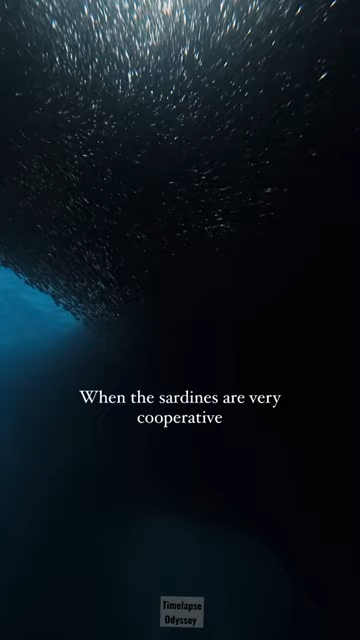 When the sardines are very
cooperative
Timelapse
Odyssey